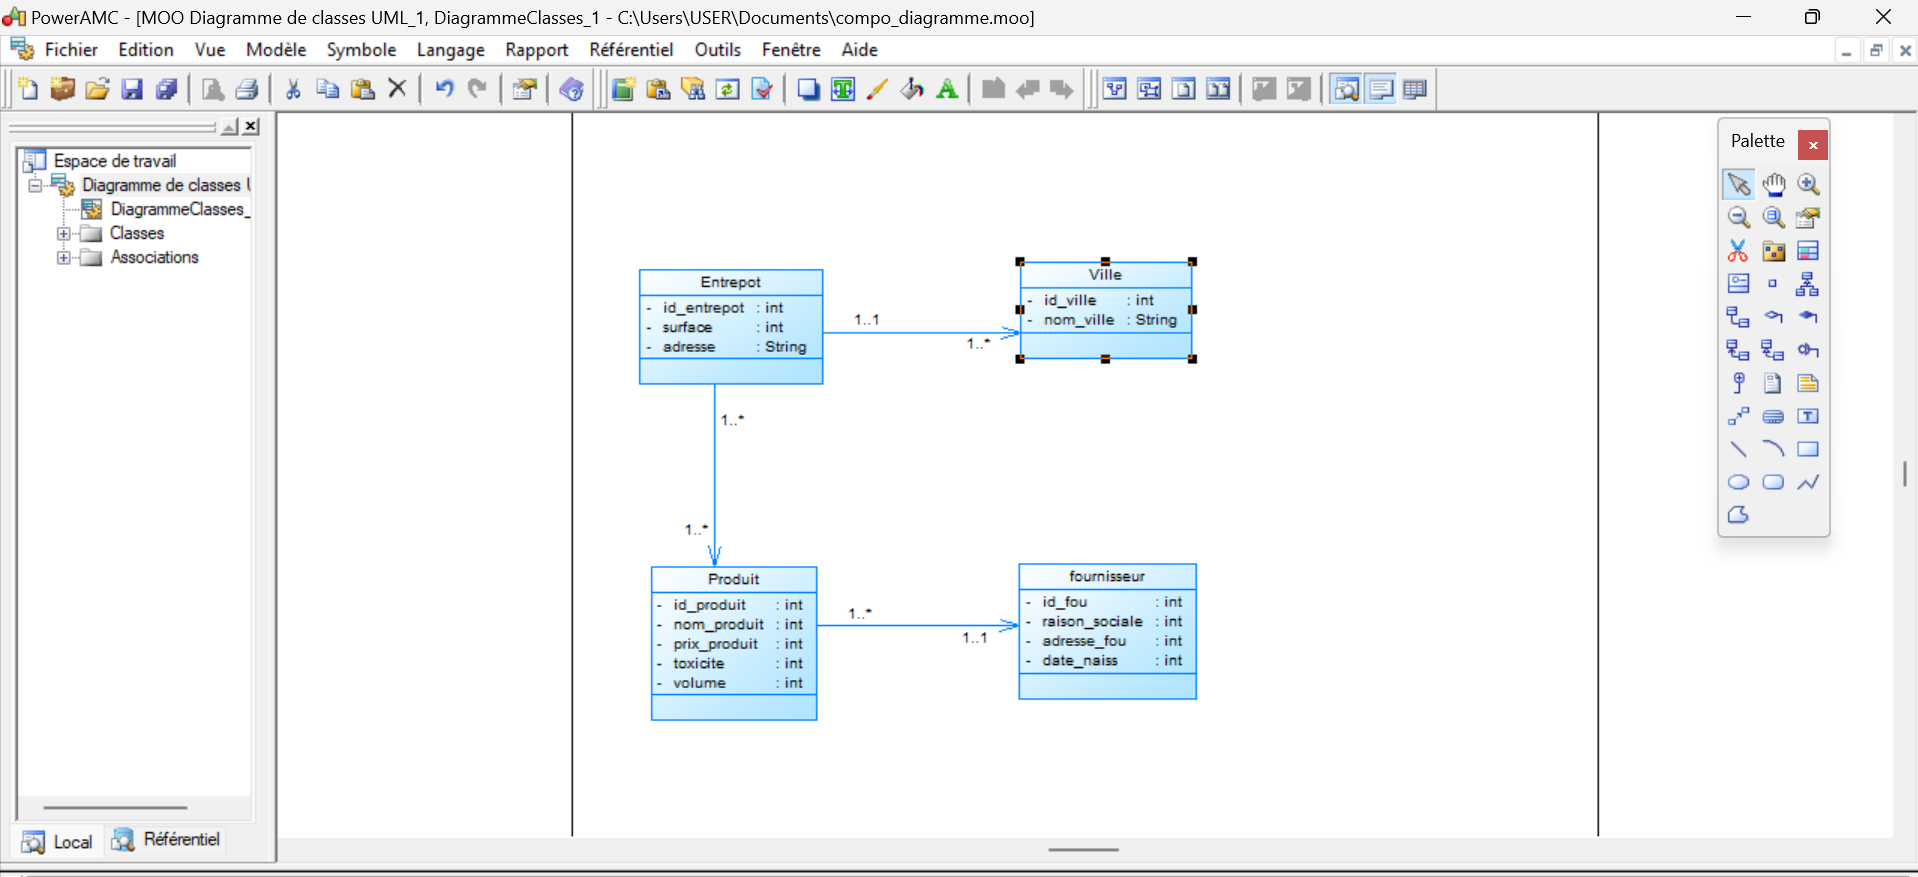 PowerAMC - [MOO Diagramme de classes UML_1, DiagrammeClasses_1 - C:\Users\USER\Documents\compo_diagramme.moo]
Fichier Edition Vue Modèle Symbole Langage Rapport Référentiel Outils Fenêtre Aide
Espace de travail
Diagramme de classes U
DiagrammeClasses_
Classes
Associations
Local
Référentiel
Entrepot
- id_entrepot : int
- surface : int
- adresse : String
1..1
1..*
Ville
- id_ville : int
- nom_ville : String
1..*
1..*
Produit
- id_produit : int
- nom_produit : int
- prix_produit : int
- toxicite : int
- volume : int
1..*
1..1
fournisseur
- id_fou : int
- raison_sociale : int
- adresse_fou : int
- date_naiss : int
Palette